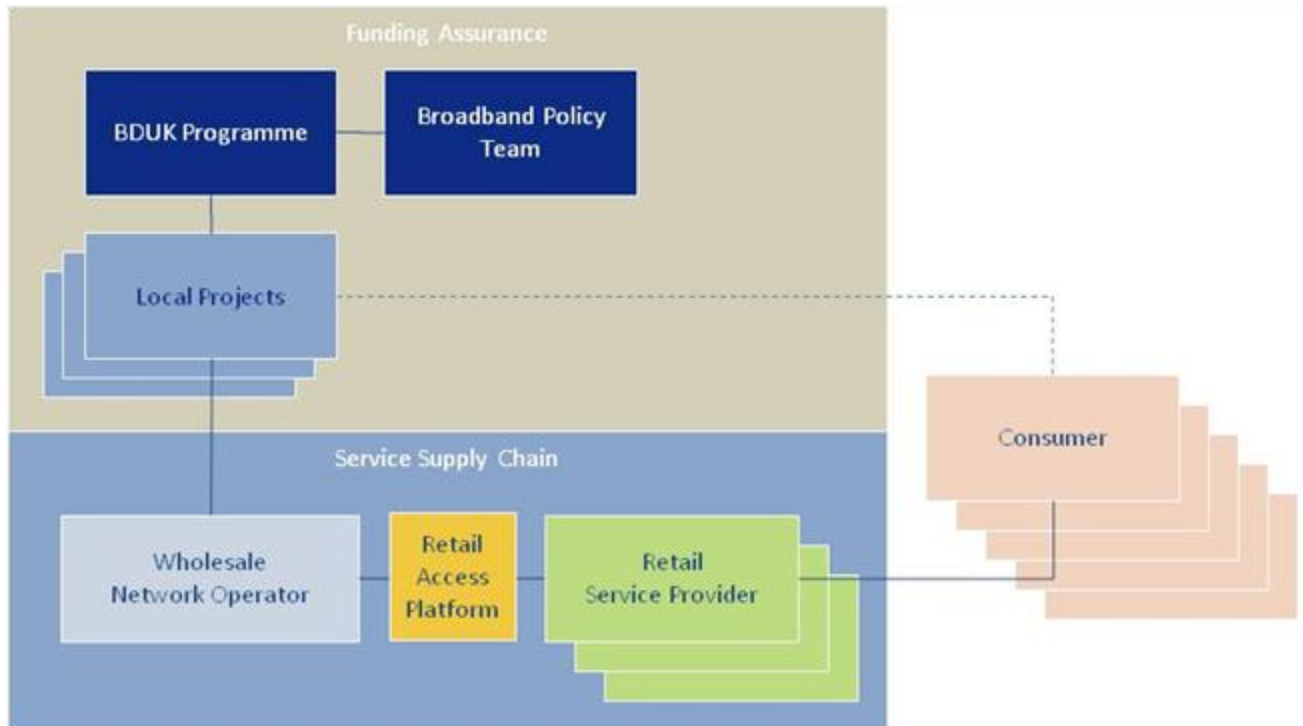 Funding Assurance
BDUK Programme
Broadband Policy
Team
Local Projects
Consumer
Service Supply Chain
Wholesale
Network Operator
Retail
Access
Platform
Retail
Service Provider